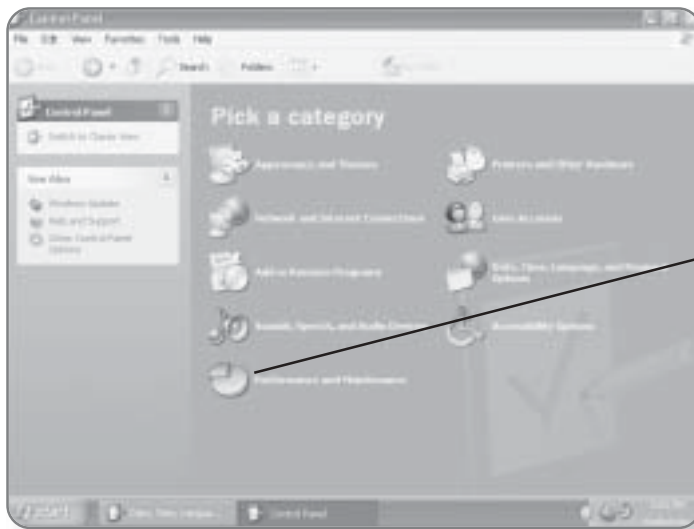 Control Panel
File Edit View Favorites Tools Help
Search Folders
Control Panel
Switch to Classic View
See Also
Windows Update
Help and Support
Other Control Panel
Options
Pick a category
Appearance and Themes
Printers and Other Hardware
Network and Internet Connections
User Accounts
Add or Remove Programs
Date, Time, Language, and Regional
Options
Sounds, Speech, and Audio Devices
Accessibility Options
Performance and Maintenance
start
Control Panel